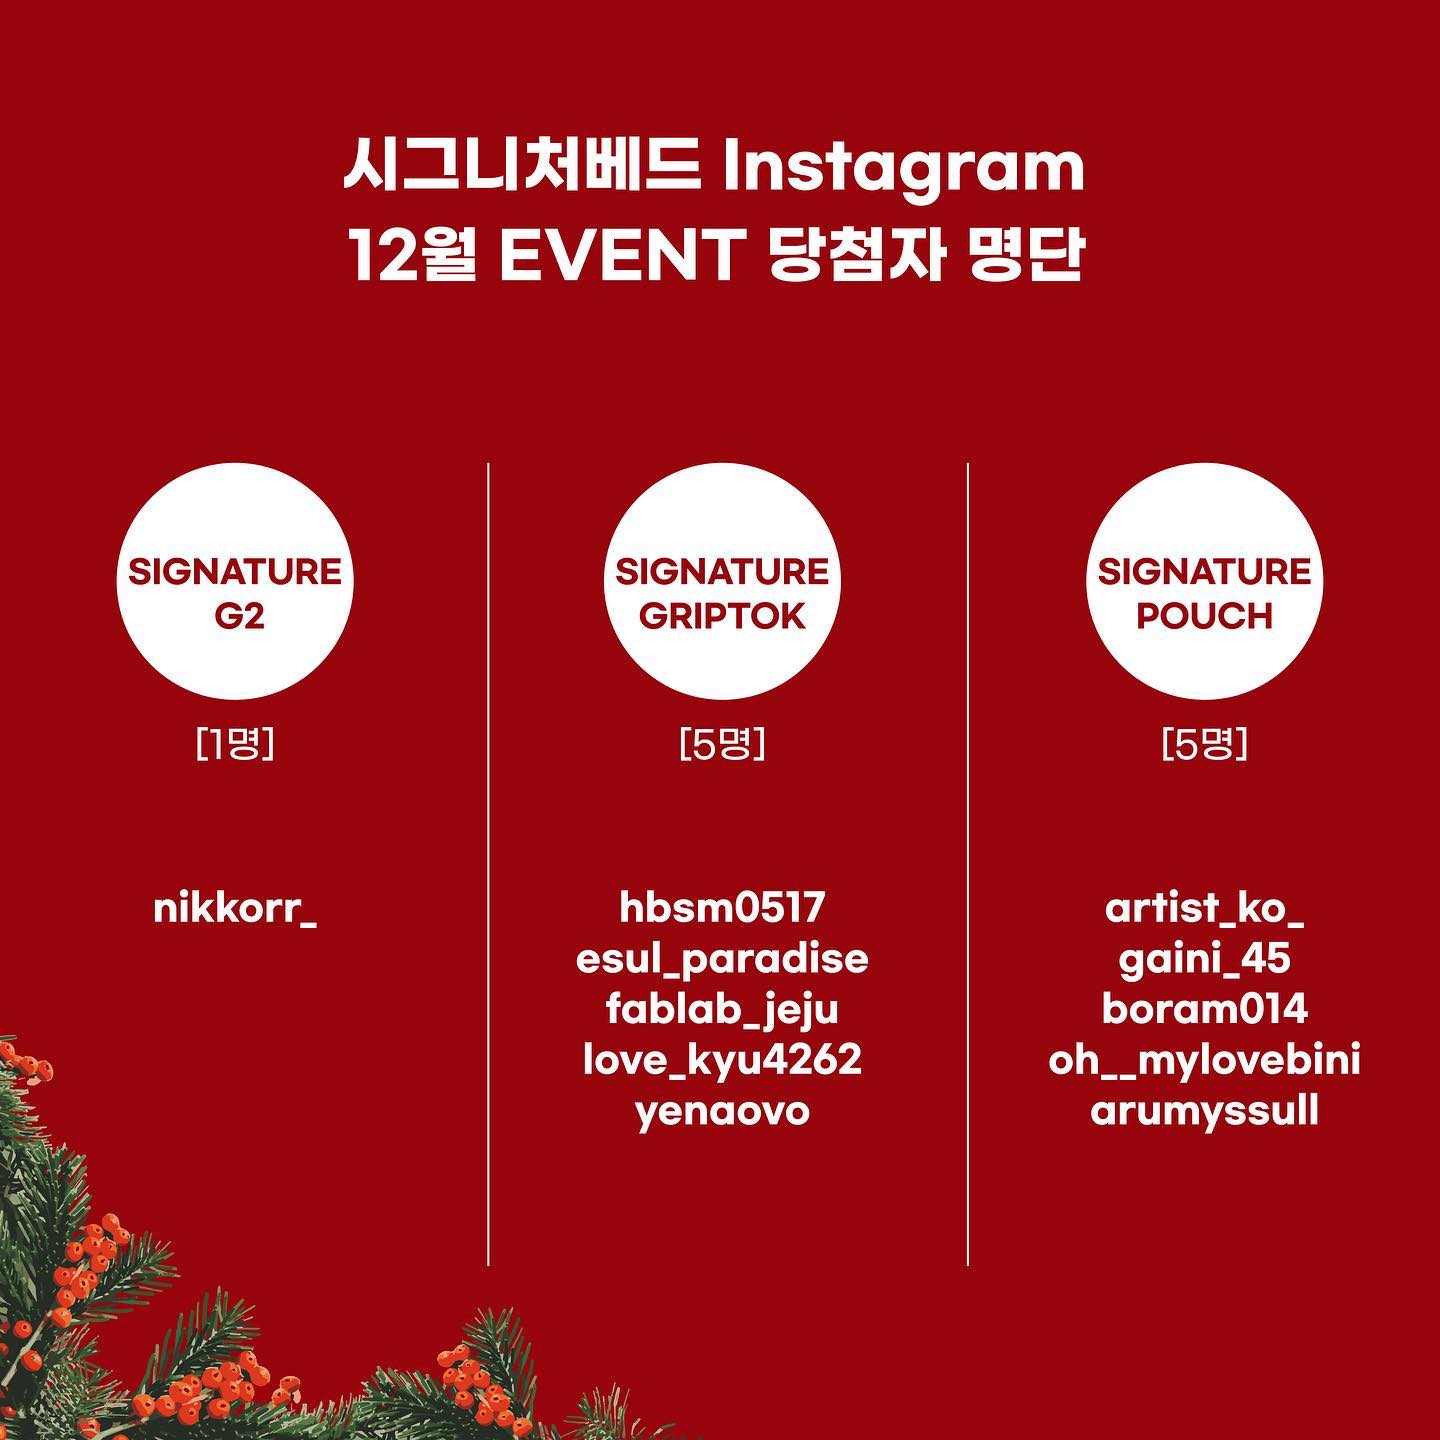 시그니처베드 Instagram
12월 EVENT 당첨자 명단
SIGNATURE
G2
[1명]
nikkorr_
SIGNATURE
GRIPTOK
[5명]
hbsm0517
esul_paradise
fablab_jeju
love_kyu4262
yenaovo
SIGNATURE
POUCH
[5명]
artist_ko_
gaini_45
boram014
oh__mylovebini
arumyssull